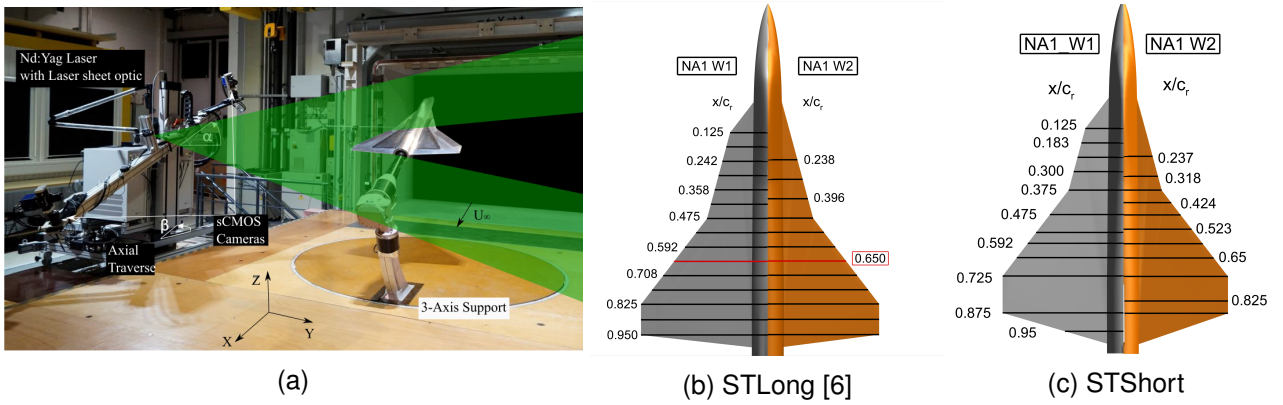 Nd:Yag Laser
with Laser sheet optic
α
β
sCMOS
Cameras
Axial
Traverse
U∞
Z
Y
X
3-Axis Support
(a)
NA1 W1
NA1 W2
x/cr
x/cr
0.125
0.242
0.358
0.475
0.592
0.708
0.825
0.950
0.238
0.396
0.650
(b) STLong [6]
NA1_W1
NA1 W2
x/cr
x/cr
0.125
0.183
0.300
0.375
0.475
0.592
0.725
0.875
0.95
0.237
0.318
0.424
0.523
0.65
0.825
(c) STShort